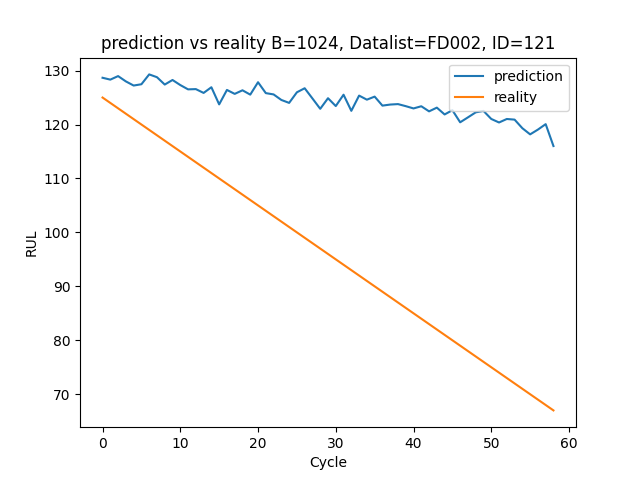 prediction vs reality B=1024, Datalist=FD002, ID=121
prediction
reality
130
120
110
100
90
80
70
RUL
0 10 20 30 40 50 60
Cycle